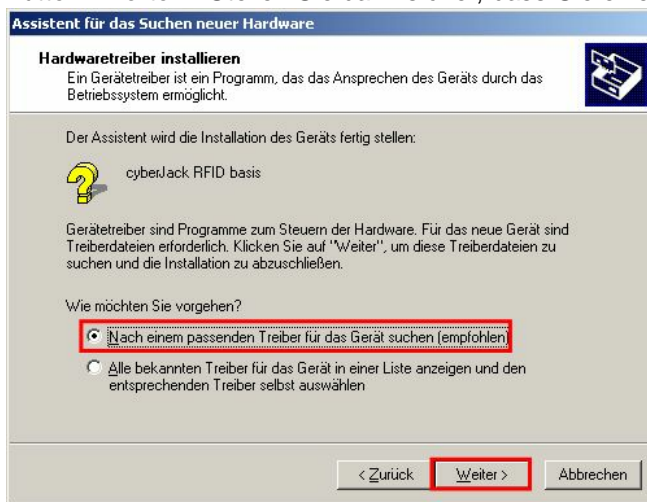 Assistent für das Suchen neuer Hardware
Hardwaretreiber installieren
Ein Gerätetreiber ist ein Programm, das das Ansprechen des Geräts durch das
Betriebssystem ermöglicht.
Der Assistent wird die Installation des Geräts fertig stellen:
cyberJack RFID basis
Gerätetreiber sind Programme zum Steuern der Hardware. Für das neue Gerät sind
Treiberdateien erforderlich. Klicken Sie auf "Weiter", um diese Treiberdateien zu
suchen und die Installation zu abzuschließen.
Wie möchten Sie vorgehen?
Nach einem passenden Treiber für das Gerät suchen (empfohlen)
Alle bekannten Treiber für das Gerät in einer Liste anzeigen und den
entsprechenden Treiber selbst auswählen
< Zurück Weiter > Abbrechen